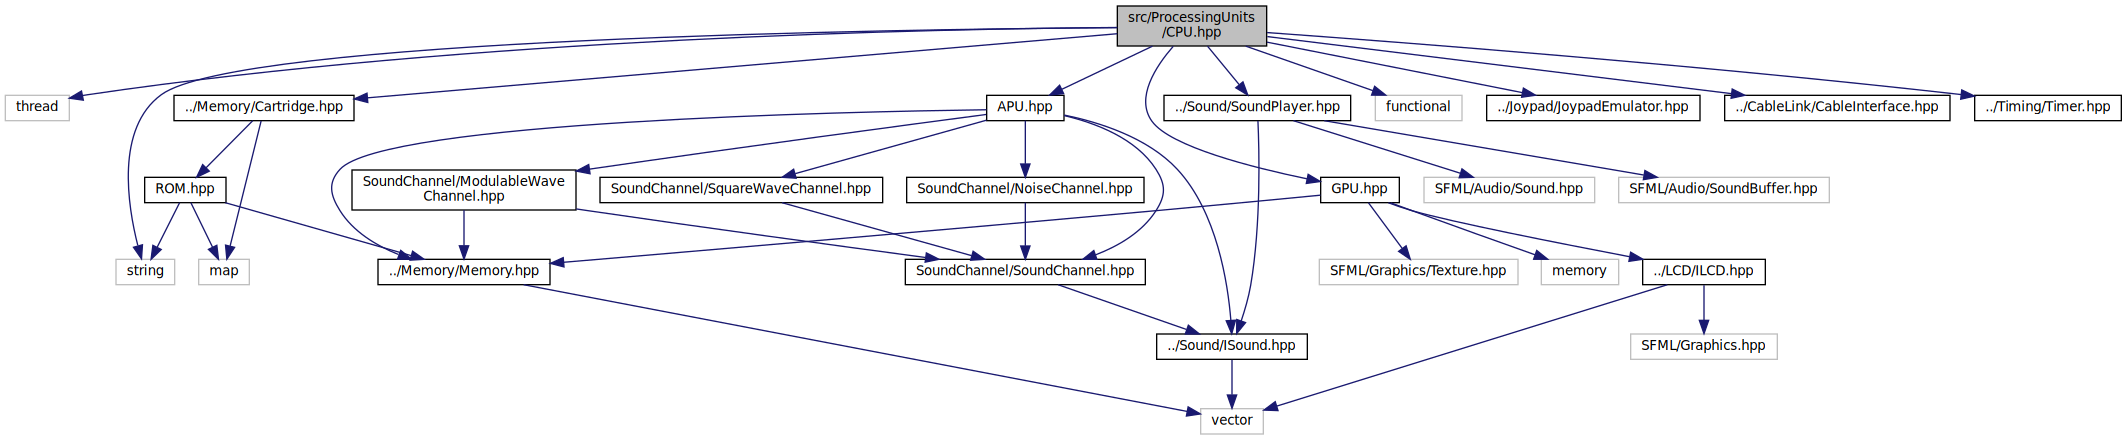 src/ProcessingUnits
/CPU.hpp
thread
../Memory/Cartridge.hpp
APU.hpp
../Sound/SoundPlayer.hpp
functional
../Joypad/JoypadEmulator.hpp
../CableLink/CableInterface.hpp
../Timing/Timer.hpp
ROM.hpp
SoundChannel/ModulableWave
Channel.hpp
SoundChannel/SquareWaveChannel.hpp
SoundChannel/NoiseChannel.hpp
GPU.hpp
SFML/Audio/Sound.hpp
SFML/Audio/SoundBuffer.hpp
string
map
../Memory/Memory.hpp
SoundChannel/SoundChannel.hpp
SFML/Graphics/Texture.hpp
memory
../LCD/ILCD.hpp
../Sound/ISound.hpp
SFML/Graphics.hpp
vector